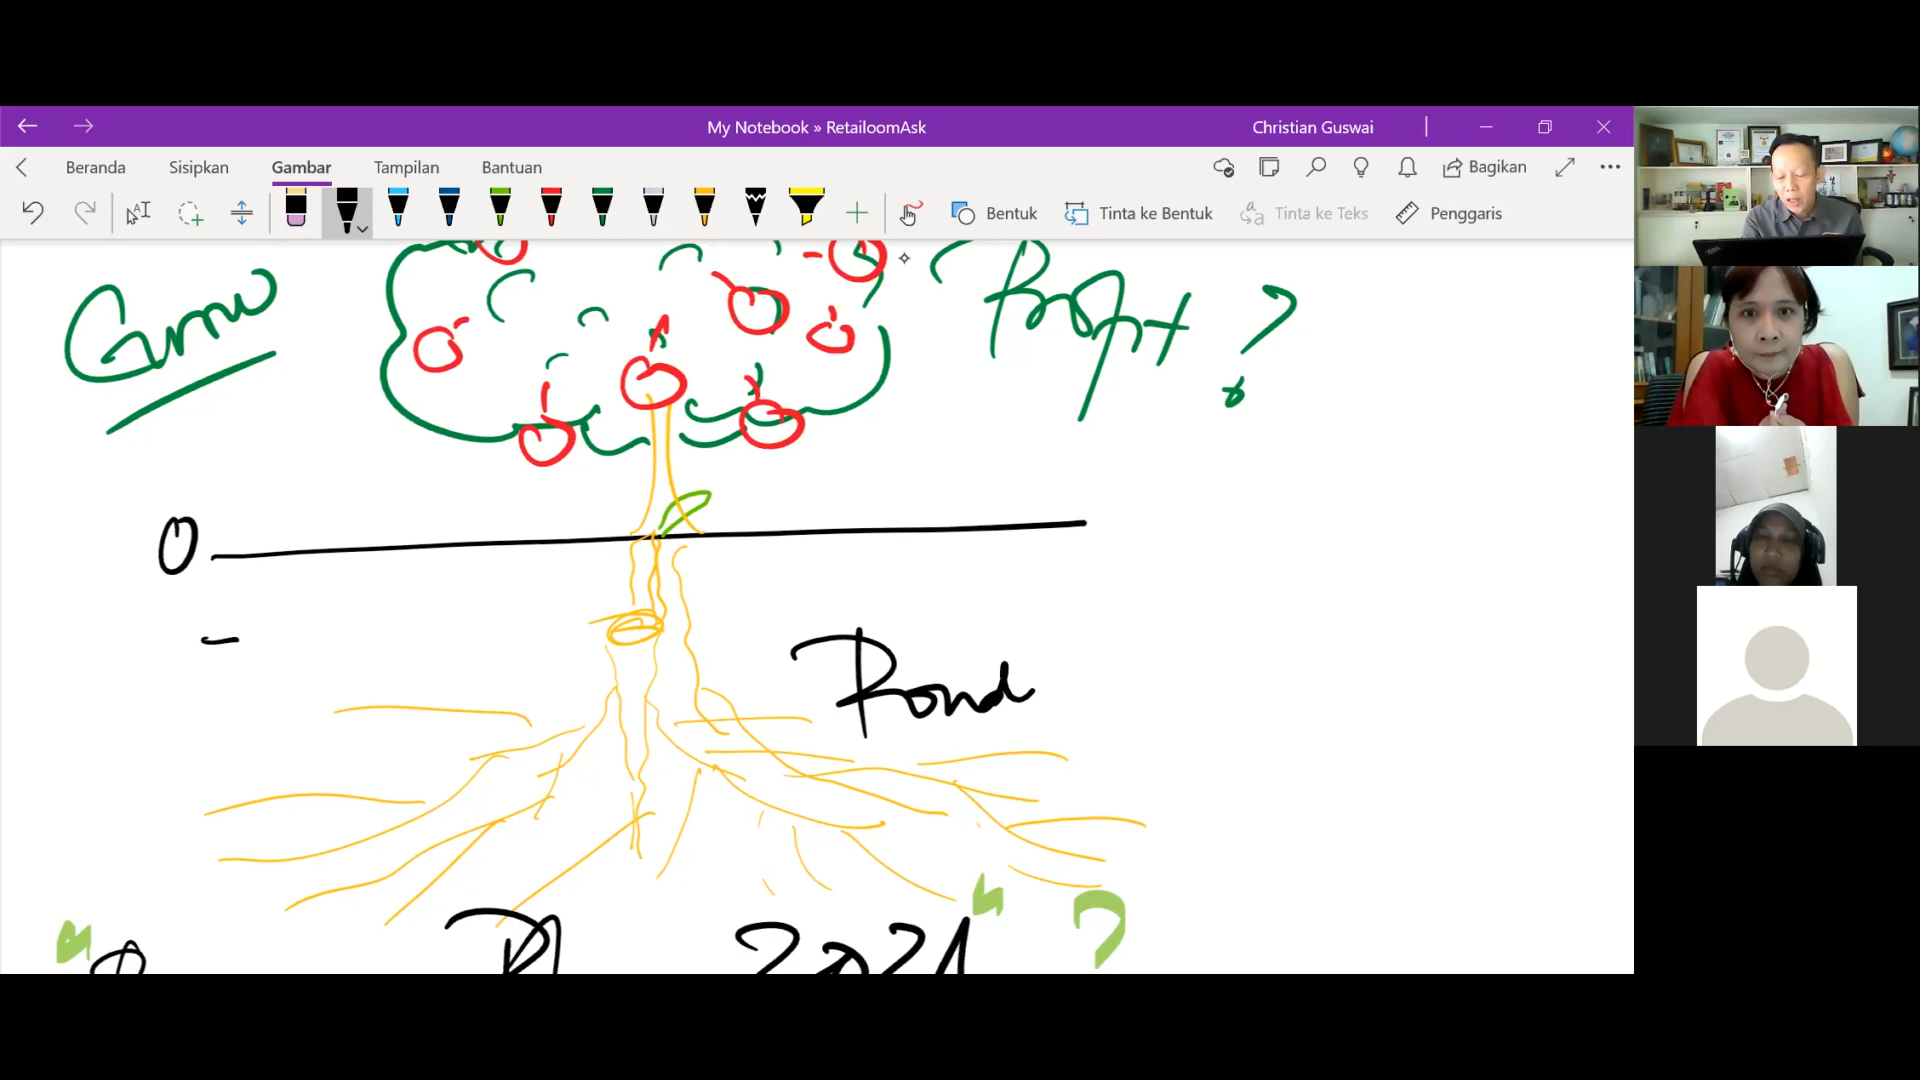 My Notebook » RetailoomAsk
Christian Guswai
Beranda Sisipkan Gambar Tampilan Bantuan
Bagikan
Bentuk Tinta ke Bentuk Tinta ke Teks Penggaris
Grow
Profit ?
0
-
2021 " ?